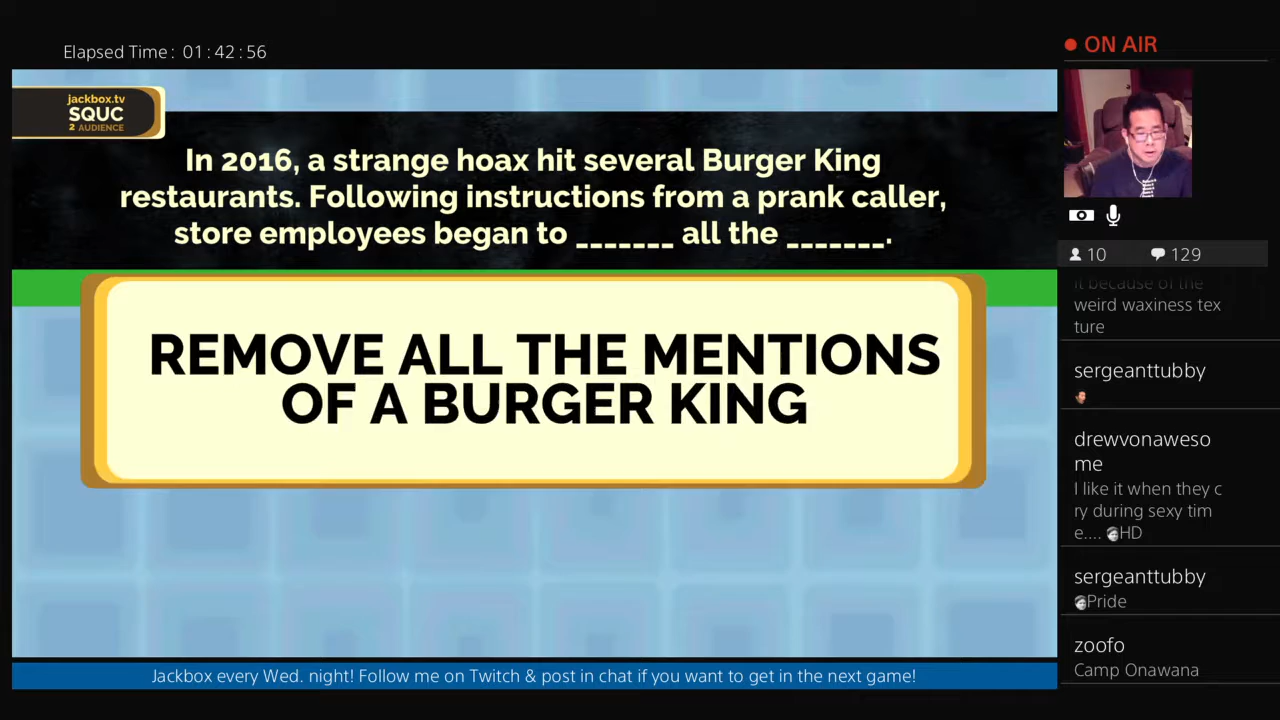 Elapsed Time: 01:42:56
ON AIR
jackbox.tv
SQUC
2 AUDIENCE
In 2016, a strange hoax hit several Burger King
restaurants. Following instructions from a prank caller,
store employees began to _______ all the _______.
REMOVE ALL THE MENTIONS
OF A BURGER KING
10
129
it because of the
weird waxiness tex
ture
sergeanttubby
drewvonaweso
me
I like it when they c
ry during sexy tim
e.... HD
sergeanttubby
Pride
zoofo
Camp Onawana
Jackbox every Wed. night! Follow me on Twitch & post in chat if you want to get in the next game!